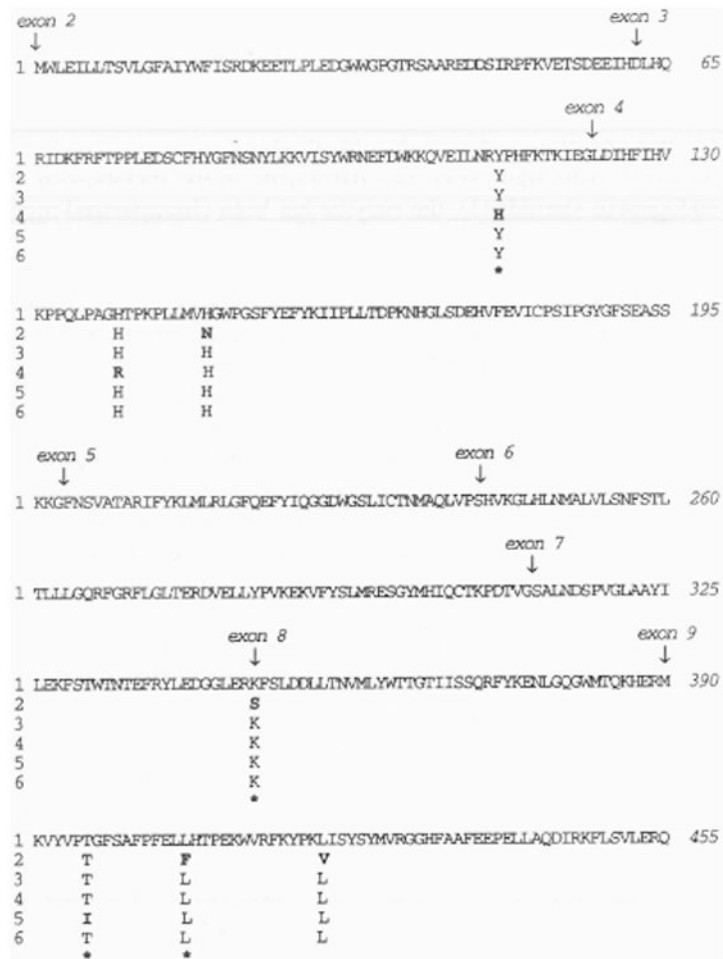 exon 2 exon 3
↓ ↓
1 MWLEILLTSVLGFAIYWFISRDKEETLPLEDGWWGPGTRSAAREDDSIRPFKVETSDEEIHDLHQ 65
exon 4
↓
1 RIDKFRFTPPLEDSCFHYGFNSNYLKKVISYWRNEFDWKKQVEILNRYPHFKTKIEGLDIHFIHV 130
2 Y
3 Y
4 H
5 Y
6 Y
*
1 KPPQLPAGHTPKPLLMVHGWPGSFYEFYKIIPLLTDPKNHGLSDEHVFEVICPSIPGYGFSEASS 195
2 H N
3 H H
4 R H
5 H H
6 H H
exon 5 exon 6
↓ ↓
1 KKGFNSVATARIFYKLMLRLGFQEFYIQGGDWGSLICTNMAQLVPSHVKGLHLNMALVLSNFSTL 260
exon 7
↓
1 TLLLGQRFGRFLGLTERDVELLYPVKEKVFYSLMRESGYMHIQCTKPDTVGSALNDSPVGLAAYI 325
exon 8 exon 9
↓ ↓
1 LEKFSTWTNTEFRYLEDGGLERKFSLDDLLTNVMLYWTTGTIISSQRFYKENLGQGWMTQKHERM 390
2 S
3 K
4 K
5 K
6 K
*
1 KVYVPTGFSAFPFELLHTPEKWVRFKYPKLISYSYMVRGGHFAAFEEPELLAQDIRKFLSVLERQ 455
2 T F V
3 T L L
4 T L L
5 I L L
6 T L L
* *